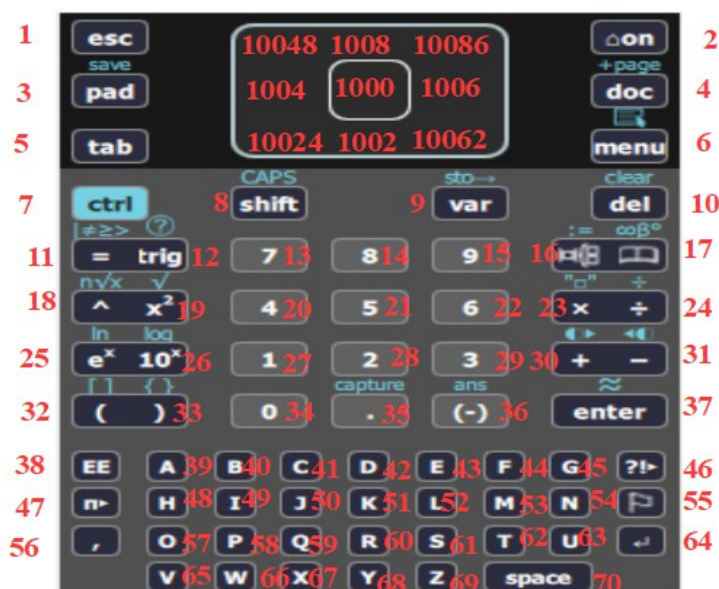 1 esc 10048 1008 10086 ⌂on 2
save +page
3 pad 1004 1000 1006 doc 4
5 tab 10024 1002 10062 menu 6
CAPS sto→ clear
7 ctrl 8 shift 9 var del 10
|≠≥> ? := ∞β°
11 = trig 12 7 13 8 14 9 15 16 17
n√x √ "□" ÷
18 ^ x² 19 4 20 5 21 6 22 23 × ÷ 24
ln log
25 eˣ 10ˣ 26 1 27 2 28 3 29 30 + − 31
[ ] { } capture ans ≈
32 ( ) 33 0 34 . 35 (-) 36 enter 37
38 EE A 39 B 40 C 41 D 42 E 43 F 44 G 45 ?!▸ 46
47 π▸ H 48 I 49 J 50 K 51 L 52 M 53 N 54 55
56 , O 57 P 58 Q 59 R 60 S 61 T 62 U 63 ↵ 64
V 65 W 66 X 67 Y 68 Z 69 space 70